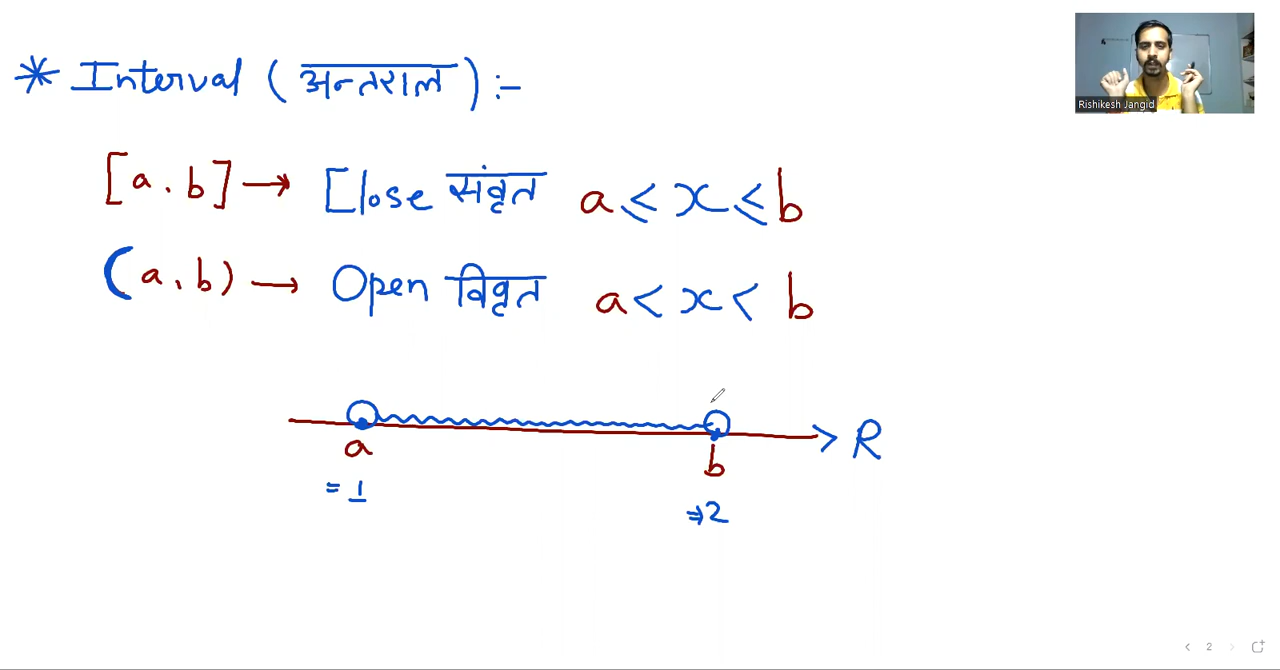 * Interval (अन्तराल) :-
Rishikesh Jangid
[a, b] → [Close संवृत a ≤ x ≤ b
(a, b) → Open विवृत a < x < b
R
a
b
= 1
⇒ 2
2